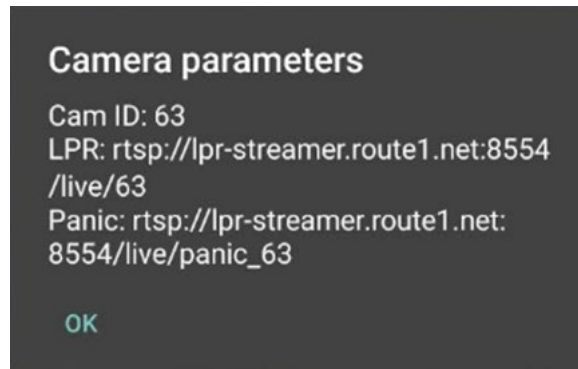 Camera parameters
Cam ID: 63
LPR: rtsp://lpr-streamer.route1.net:8554
/live/63
Panic: rtsp://lpr-streamer.route1.net:
8554/live/panic_63
OK